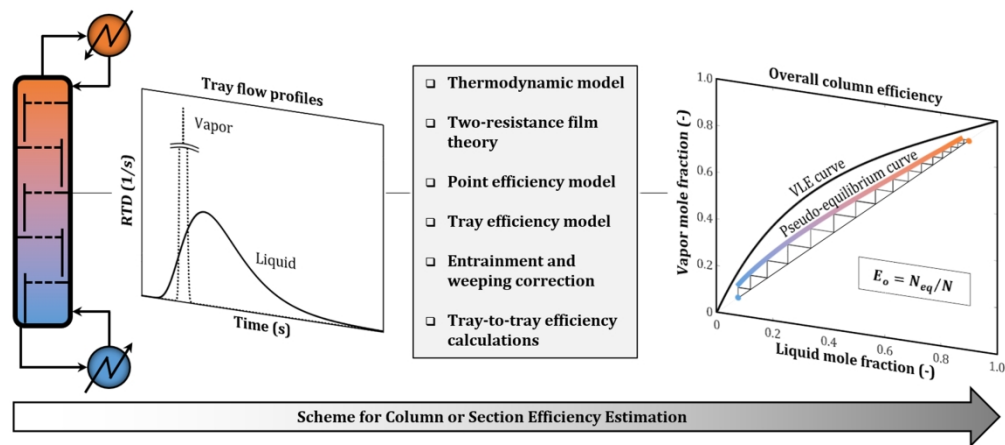 Tray flow profiles
Vapor
Liquid
RTD (1/s)
Time (s)
❑ Thermodynamic model
❑ Two-resistance film
theory
❑ Point efficiency model
❑ Tray efficiency model
❑ Entrainment and
weeping correction
❑ Tray-to-tray efficiency
calculations
Overall column efficiency
1.0
0.8
0.6
0.4
0.2
0
Vapor mole fraction (-)
VLE curve
Pseudo-equilibrium curve
E_o = N_eq/N
0
0.2
0.4
0.6
0.8
1.0
Liquid mole fraction (-)
Scheme for Column or Section Efficiency Estimation